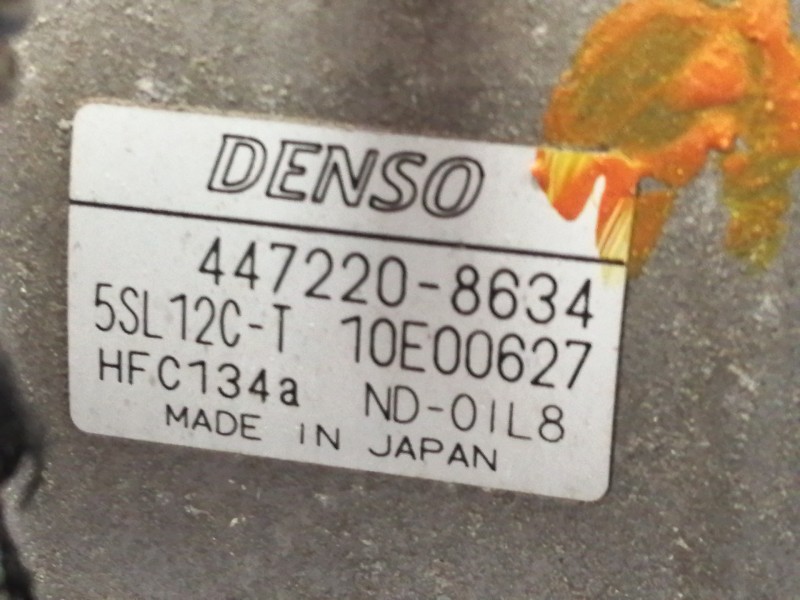 DENSO
447220-8634
5SL12C-T 10E00627
HFC134a ND-OIL8
MADE IN JAPAN